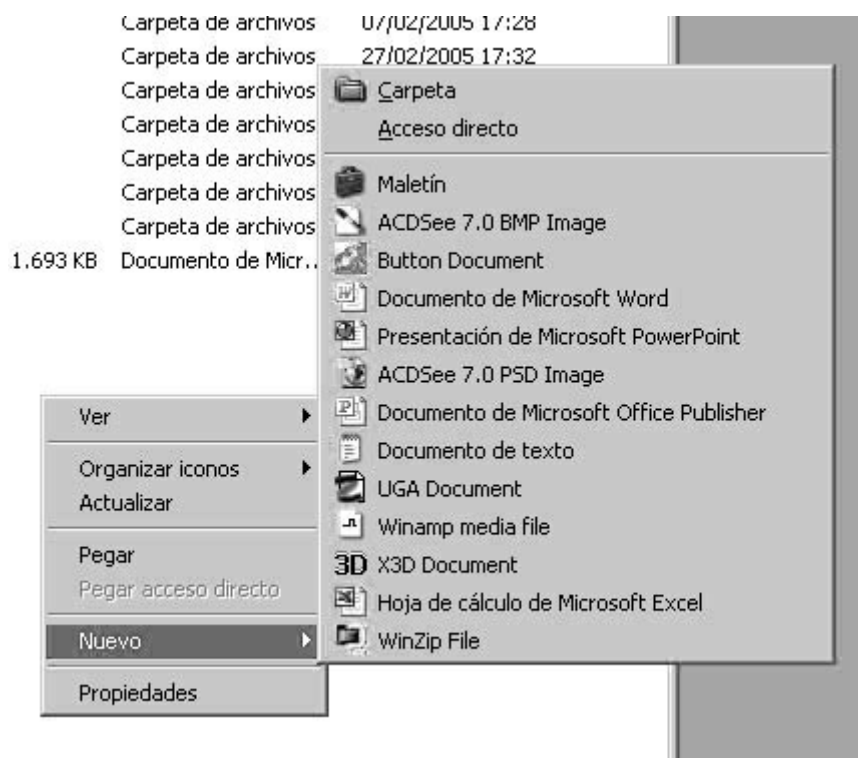 Carpeta de archivos 07/02/2005 17:28
Carpeta de archivos 27/02/2005 17:32
Carpeta de archivos
Carpeta de archivos
Carpeta de archivos
Carpeta de archivos
Carpeta de archivos
1.693 KB Documento de Micr...
Ver
Organizar iconos
Actualizar
Pegar
Pegar acceso directo
Nuevo
Propiedades
Carpeta
Acceso directo
Maletín
ACDSee 7.0 BMP Image
Button Document
Documento de Microsoft Word
Presentación de Microsoft PowerPoint
ACDSee 7.0 PSD Image
Documento de Microsoft Office Publisher
Documento de texto
UGA Document
Winamp media file
3D X3D Document
Hoja de cálculo de Microsoft Excel
WinZip File